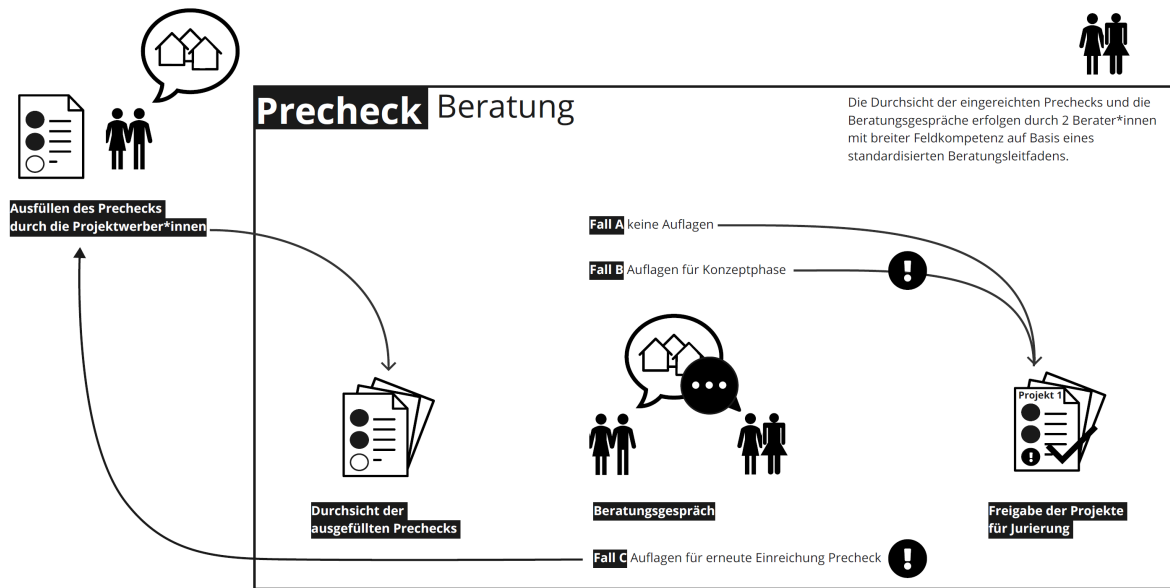 Precheck Beratung
Die Durchsicht der eingereichten Prechecks und die
Beratungsgespräche erfolgen durch 2 Berater*innen
mit breiter Feldkompetenz auf Basis eines
standardisierten Beratungsleitfadens.
Ausfüllen des Prechecks
durch die Projektwerber*innen
Fall A keine Auflagen
Fall B Auflagen für Konzeptphase
!
Projekt 1
!
Durchsicht der
ausgefüllten Prechecks
Beratungsgespräch
Freigabe der Projekte
für Jurierung
Fall C Auflagen für erneute Einreichung Precheck
!